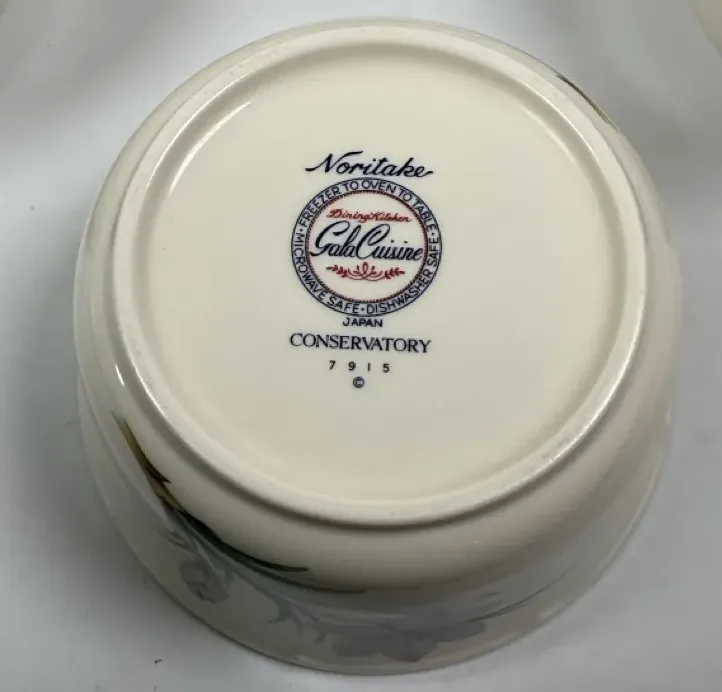 Noritake
FREEZER TO OVEN TO TABLE · MICROWAVE SAFE · DISHWASHER SAFE ·
Dining Kitchen
Gala Cuisine
JAPAN
CONSERVATORY
7915
©